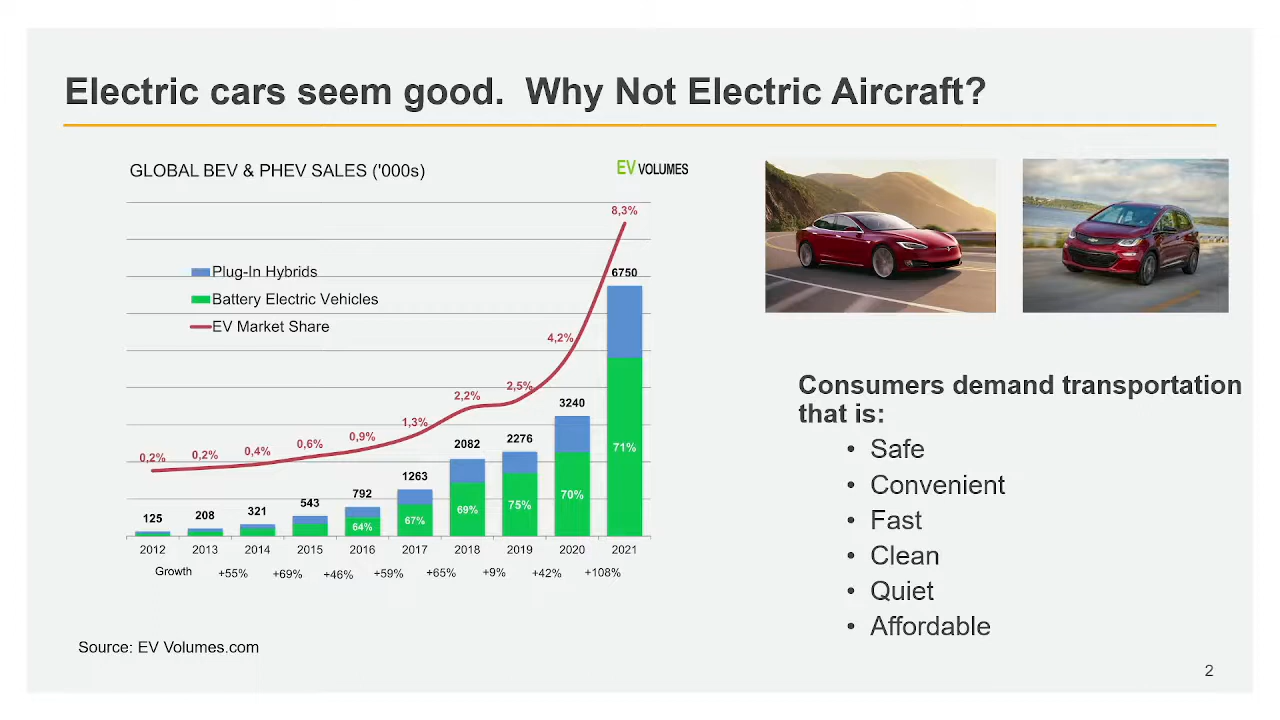 Electric cars seem good.  Why Not Electric Aircraft?
GLOBAL BEV & PHEV SALES ('000s)
EV VOLUMES
8,3%
Plug-In Hybrids
6750
Battery Electric Vehicles
EV Market Share
4,2%
2,5%
2,2%
1,3%
0,9%
0,6%
0,4%
0,2%
0,2%
3240
2276
2082
1263
792
543
321
208
125
64%
67%
69%
75%
70%
71%
2012 2013 2014 2015 2016 2017 2018 2019 2020 2021
Growth +55% +69% +46% +59% +65% +9% +42% +108%
Source: EV Volumes.com
Consumers demand transportation
that is:
• Safe
• Convenient
• Fast
• Clean
• Quiet
• Affordable
2